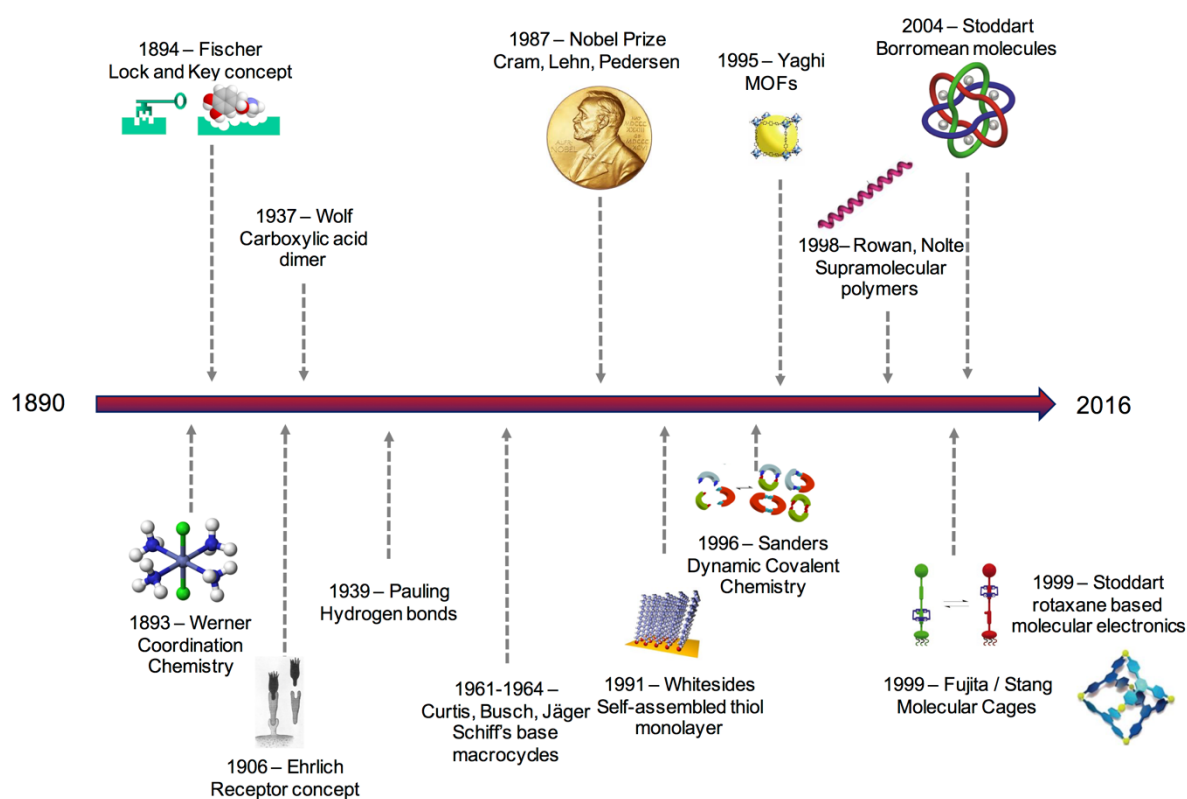 1894 – Fischer
Lock and Key concept
1987 – Nobel Prize
Cram, Lehn, Pedersen
1995 – Yaghi
MOFs
2004 – Stoddart
Borromean molecules
1937 – Wolf
Carboxylic acid
dimer
1998– Rowan, Nolte
Supramolecular
polymers
1890
2016
1893 – Werner
Coordination
Chemistry
1906 – Ehrlich
Receptor concept
1939 – Pauling
Hydrogen bonds
1961-1964 –
Curtis, Busch, Jäger
Schiff's base
macrocycles
1991 – Whitesides
Self-assembled thiol
monolayer
1996 – Sanders
Dynamic Covalent
Chemistry
1999 – Stoddart
rotaxane based
molecular electronics
1999 – Fujita / Stang
Molecular Cages